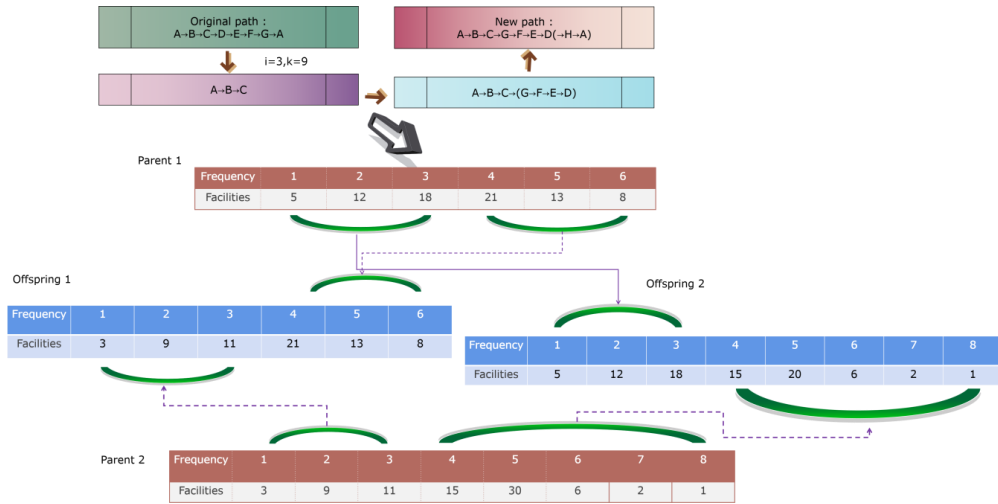 Original path :
A→B→C→D→E→F→G→A
New path :
A→B→C→G→F→E→D(→H→A)
i=3,k=9
A→B→C
A→B→C→(G→F→E→D)
Parent 1
Frequency 1 2 3 4 5 6
Facilities 5 12 18 21 13 8
Offspring 1
Frequency 1 2 3 4 5 6
Facilities 3 9 11 21 13 8
Offspring 2
Frequency 1 2 3 4 5 6 7 8
Facilities 5 12 18 15 20 6 2 1
Parent 2
Frequency 1 2 3 4 5 6 7 8
Facilities 3 9 11 15 30 6 2 1